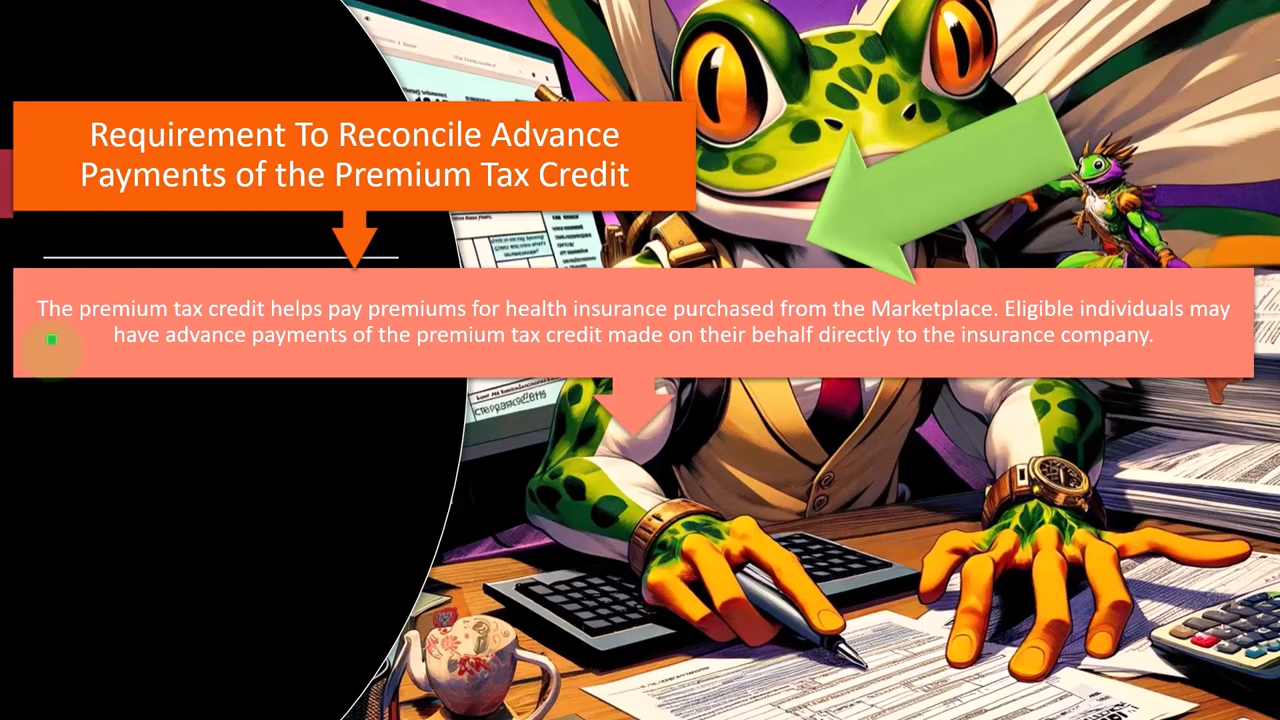 Requirement To Reconcile Advance
Payments of the Premium Tax Credit
The premium tax credit helps pay premiums for health insurance purchased from the Marketplace. Eligible individuals may
have advance payments of the premium tax credit made on their behalf directly to the insurance company.